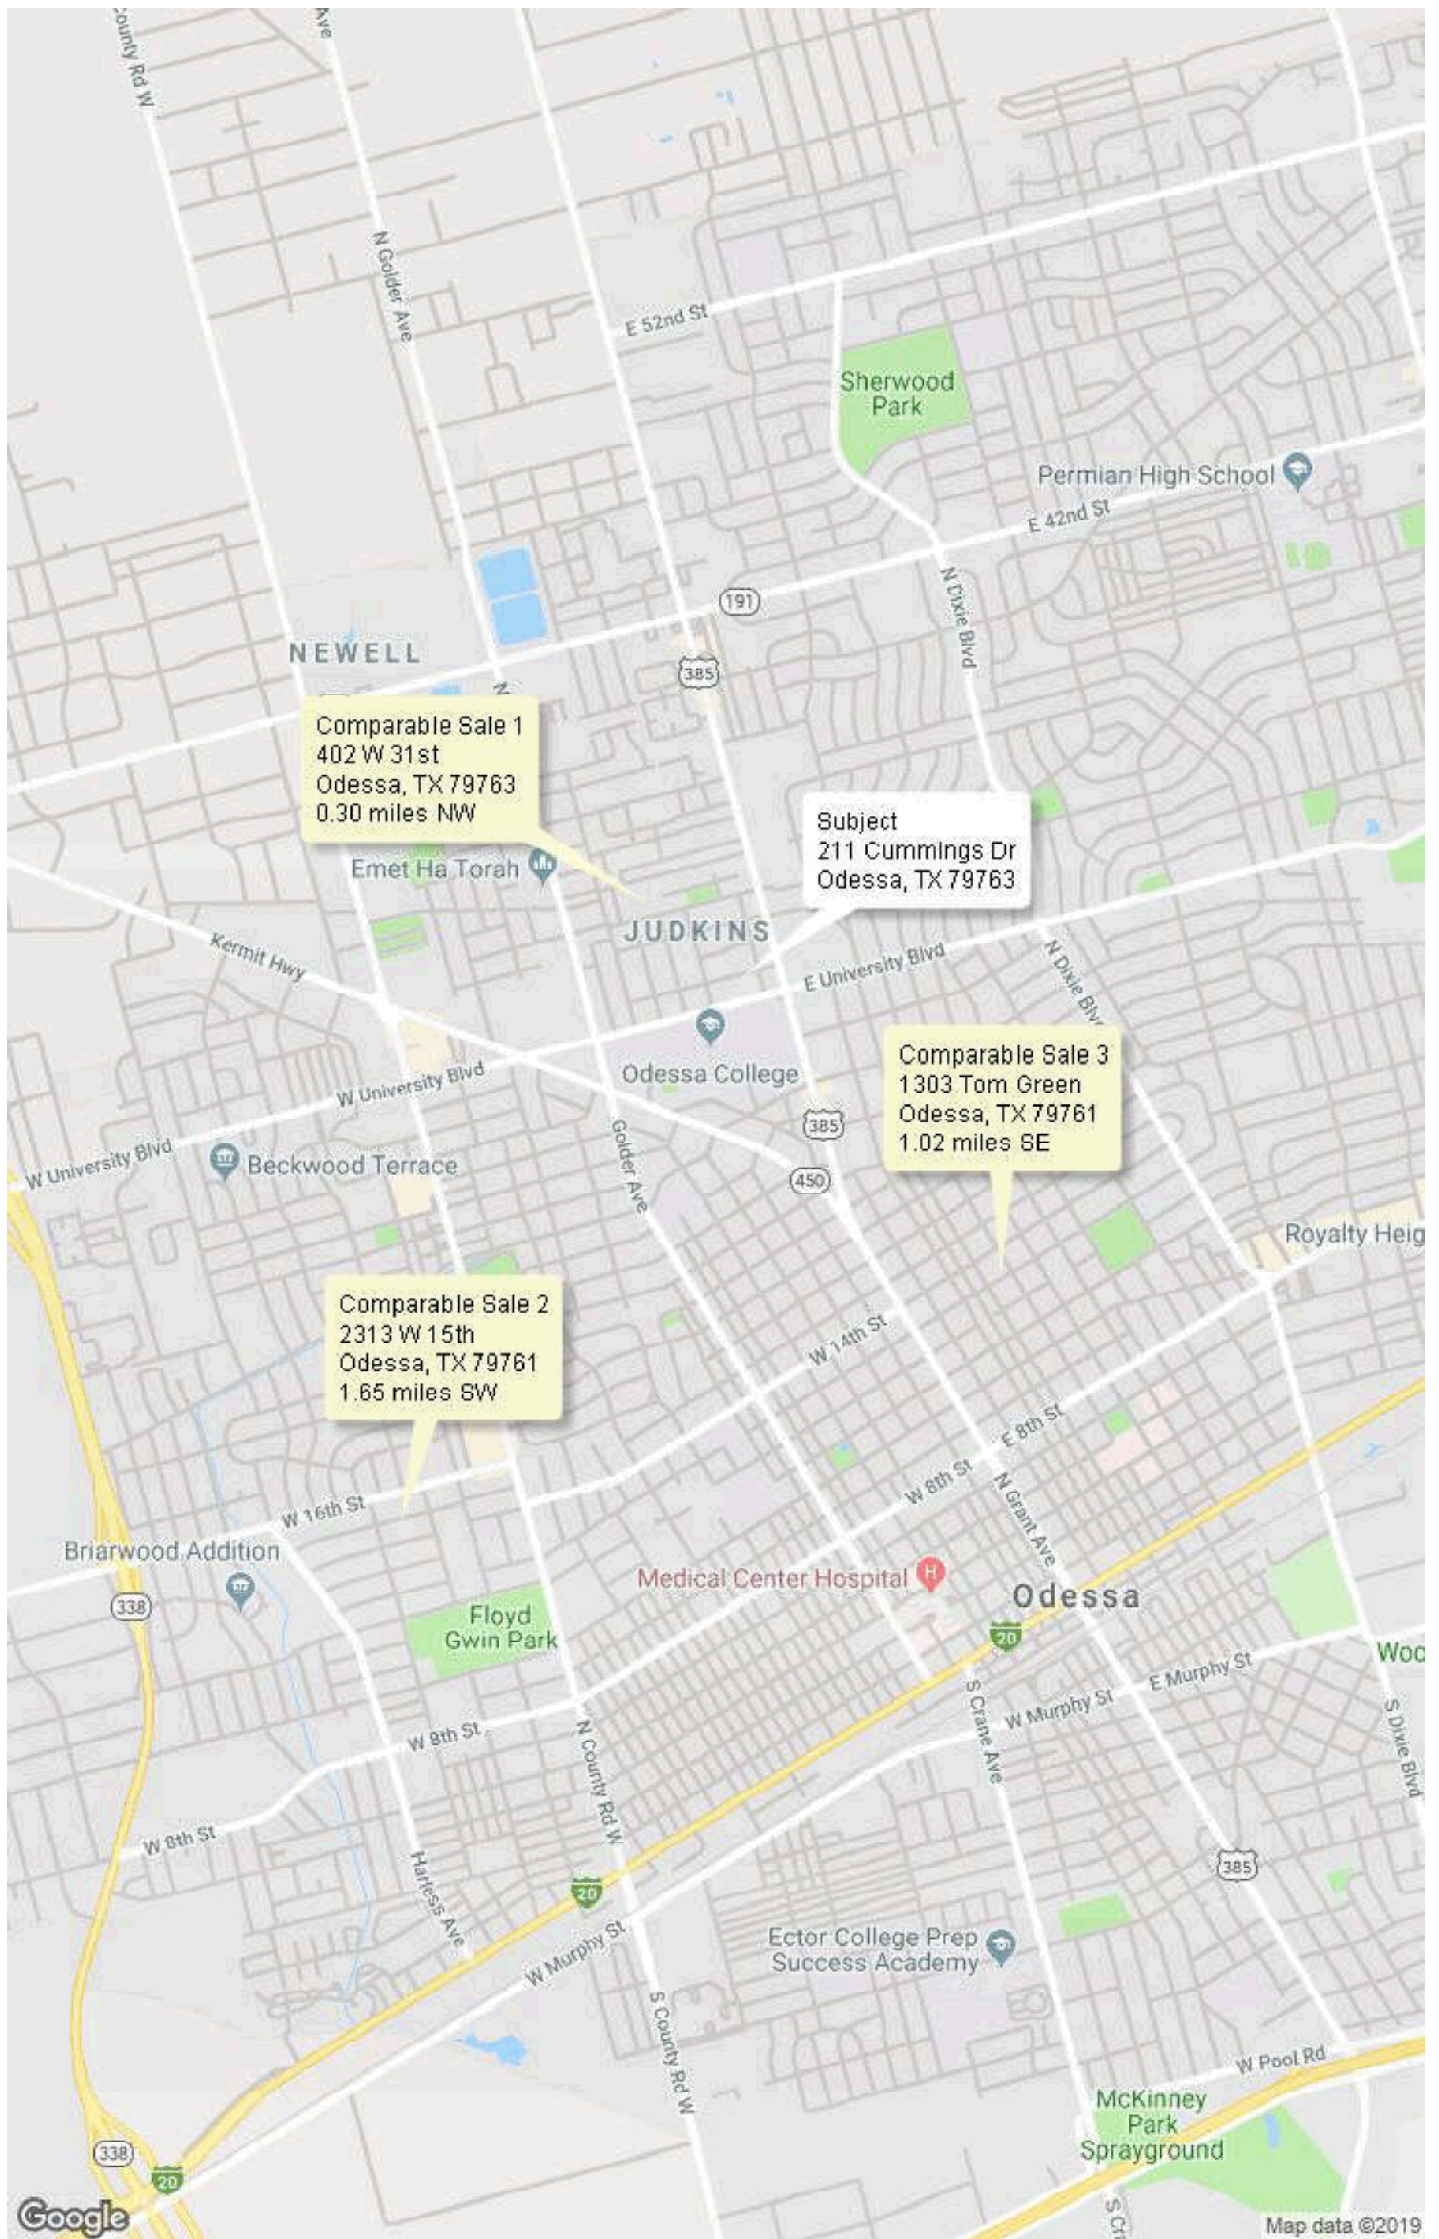 County Rd W
Ave
N Golder Ave
E 52nd St
Sherwood
Park
Permian High School
E 42nd St
191
N Dixie Blvd
NEWELL
385
N
Comparable Sale 1
402 W 31st
Odessa, TX 79763
0.30 miles NW
Subject
211 Cummings Dr
Odessa, TX 79763
Emet Ha Torah
JUDKINS
Kermit Hwy
E University Blvd
N Dixie Blvd
Odessa College
W University Blvd
Comparable Sale 3
1303 Tom Green
Odessa, TX 79761
1.02 miles SE
385
Golder Ave
W University Blvd
Beckwood Terrace
450
Royalty Heig
Comparable Sale 2
2313 W 15th
Odessa, TX 79761
1.65 miles SW
W 14th St
E 8th St
W 8th St
N Grant Ave
W 16th St
Briarwood Addition
338
Medical Center Hospital
H
Odessa
Floyd
Gwin Park
20
Woo
E Murphy St
W Murphy St
S Crane Ave
S Dixie Blvd
W 8th St
N County Rd W
W 8th St
Harless Ave
385
20
W Murphy St
Ector College Prep
Success Academy
S County Rd W
W Pool Rd
McKinney
Park
Sprayground
338
20
S Cr
Google
Map data ©2019